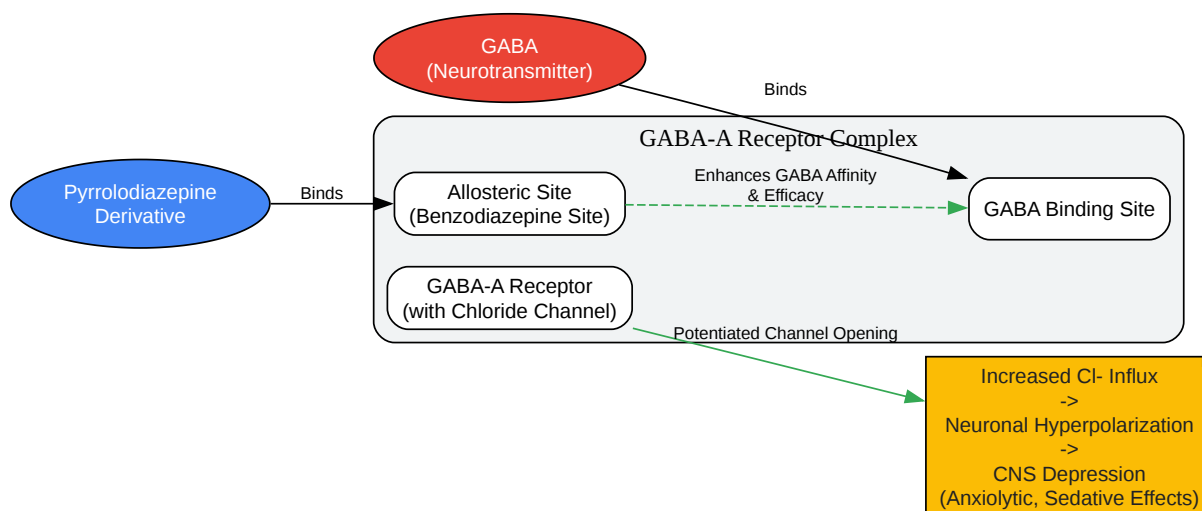 GABA
(Neurotransmitter)
Binds
GABA-A Receptor Complex
Pyrrolodiazepine
Derivative
Binds
Allosteric Site
(Benzodiazepine Site)
Enhances GABA Affinity
& Efficacy
GABA Binding Site
GABA-A Receptor
(with Chloride Channel)
Potentiated Channel Opening
Increased Cl- Influx
->
Neuronal Hyperpolarization
->
CNS Depression
(Anxiolytic, Sedative Effects)